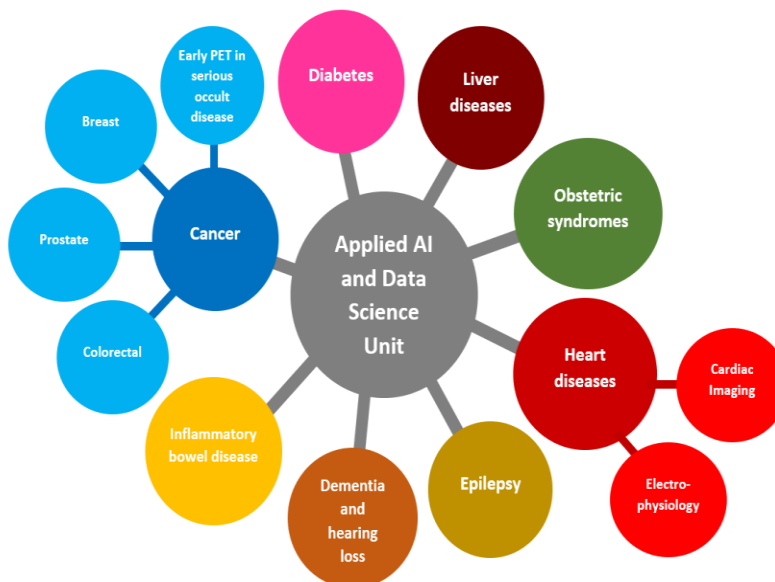 Early PET in
serious
occult
disease
Diabetes
Liver
diseases
Breast
Obstetric
syndromes
Cancer
Prostate
Applied AI
and Data
Science
Unit
Colorectal
Heart
diseases
Cardiac
Imaging
Inflammatory
bowel disease
Epilepsy
Electro-
physiology
Dementia
and
hearing
loss